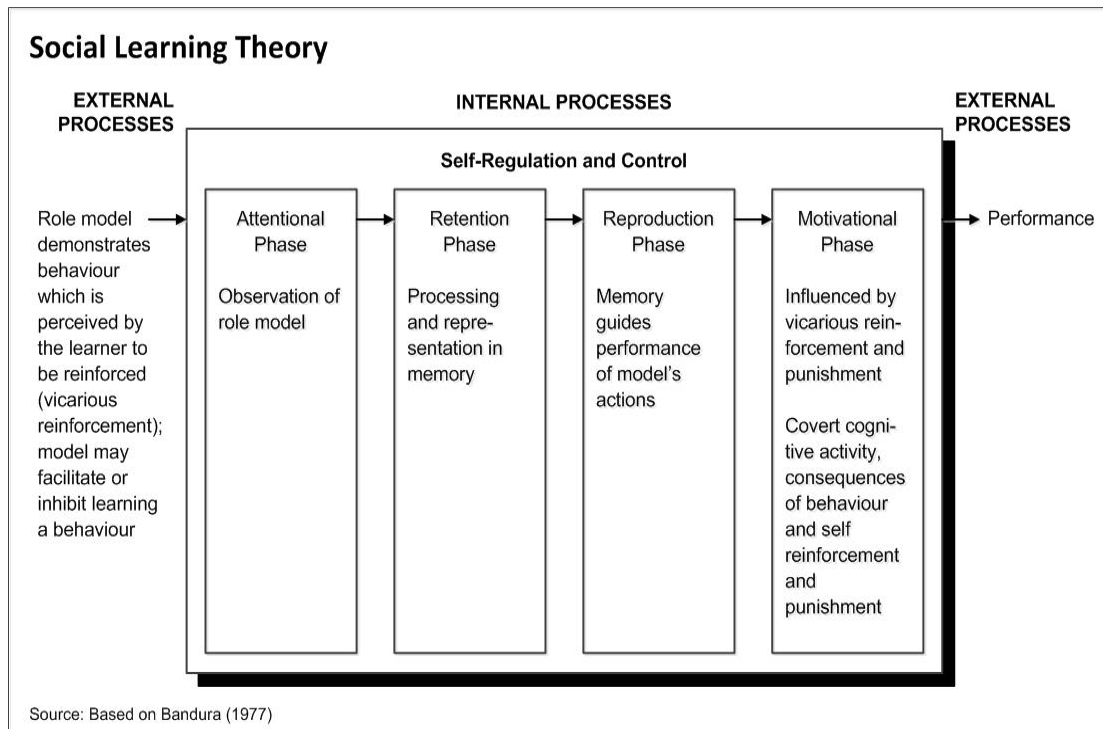 Social Learning Theory
EXTERNAL
PROCESSES
INTERNAL PROCESSES
EXTERNAL
PROCESSES
Self-Regulation and Control
Role model
demonstrates
behaviour
which is
perceived by
the learner to
be reinforced
(vicarious
reinforcement);
model may
facilitate or
inhibit learning
a behaviour
Attentional
Phase
Observation of
role model
Retention
Phase
Processing
and repre-
sentation in
memory
Reproduction
Phase
Memory
guides
performance
of model's
actions
Motivational
Phase
Influenced by
vicarious rein-
forcement and
punishment
Covert cogni-
tive activity,
consequences
of behaviour
and self
reinforcement
and
punishment
Performance
Source: Based on Bandura (1977)